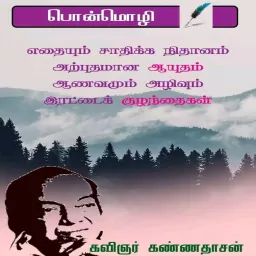 பொன்மொழி
எதையும் சாதிக்க நிதானம்
அற்புதமான ஆயுதம்
ஆணவமும் அழிவும்
இரட்டைக் குழந்தைகள்
கவிஞர் கண்ணதாசன்